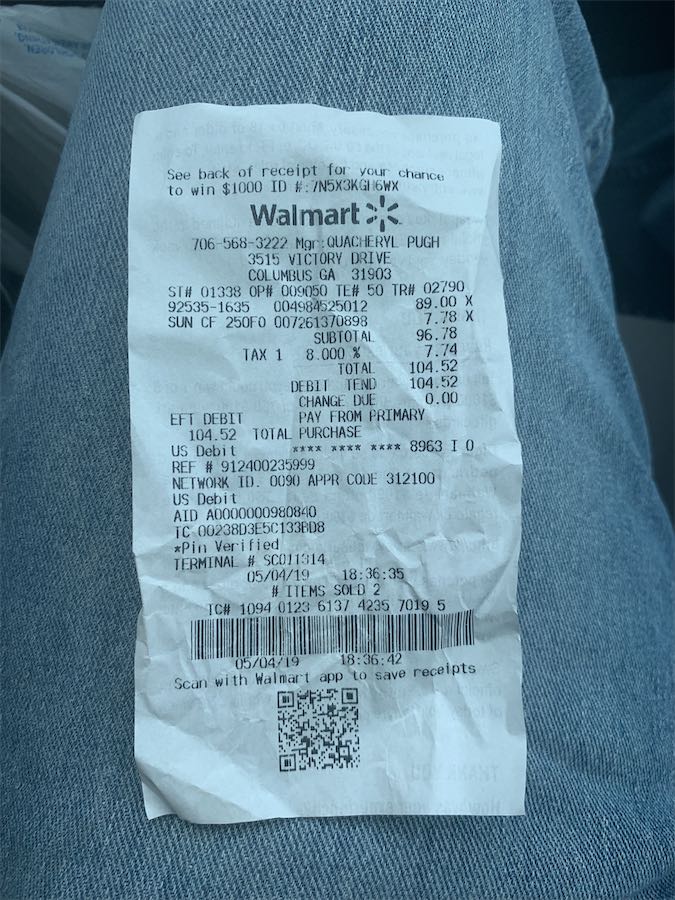 See back of receipt for your chance
to win $1000 ID #:7N5X3KGH6WX
Walmart
706-568-3222 Mgr:QUACHERYL PUGH
3515 VICTORY DRIVE
COLUMBUS GA 31903
ST# 01338 OP# 009050 TE# 50 TR# 02790
92535-1635 004984525012 89.00 X
SUN CF 250FO 007261370898 7.78 X
SUBTOTAL 96.78
TAX 1 8.000 % 7.74
TOTAL 104.52
DEBIT TEND 104.52
CHANGE DUE 0.00
EFT DEBIT PAY FROM PRIMARY
104.52 TOTAL PURCHASE
US Debit **** **** **** 8963 I 0
REF # 912400235999
NETWORK ID. 0090 APPR CODE 312100
US Debit
AID A0000000980840
TC 00238D3E5C133BD8
*Pin Verified
TERMINAL # SC011314
05/04/19 18:36:35
# ITEMS SOLD 2
TC# 1094 0123 6137 4235 7019 5
05/04/19 18:36:42
Scan with Walmart app to save receipts